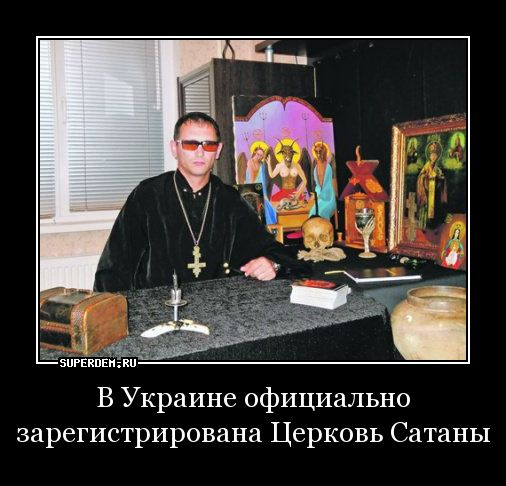 SUPERDEM.RU
В Украине официально
зарегистрирована Церковь Сатаны